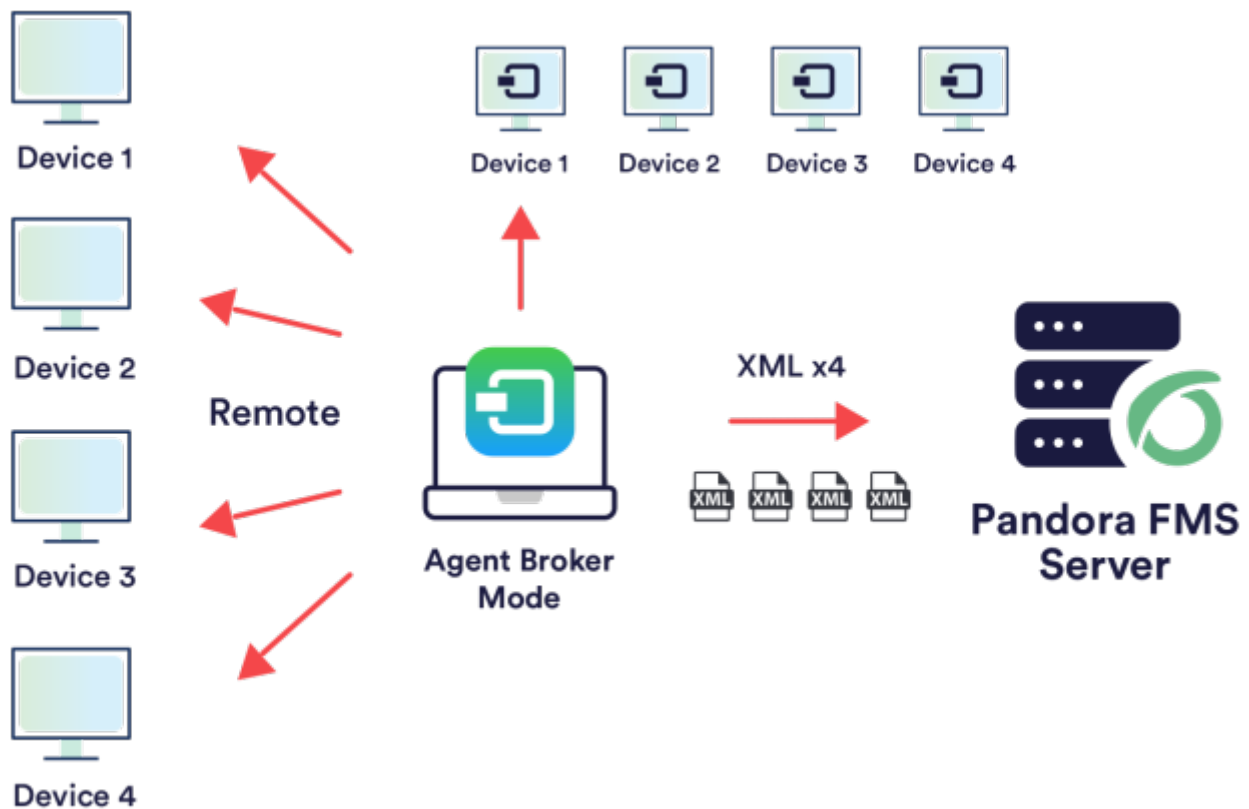 Device 1
Device 2
Device 3
Device 4
Device 1
Device 2
Device 3
Device 4
Remote
Agent Broker
Mode
XML x4
XML
XML
XML
XML
Pandora FMS
Server